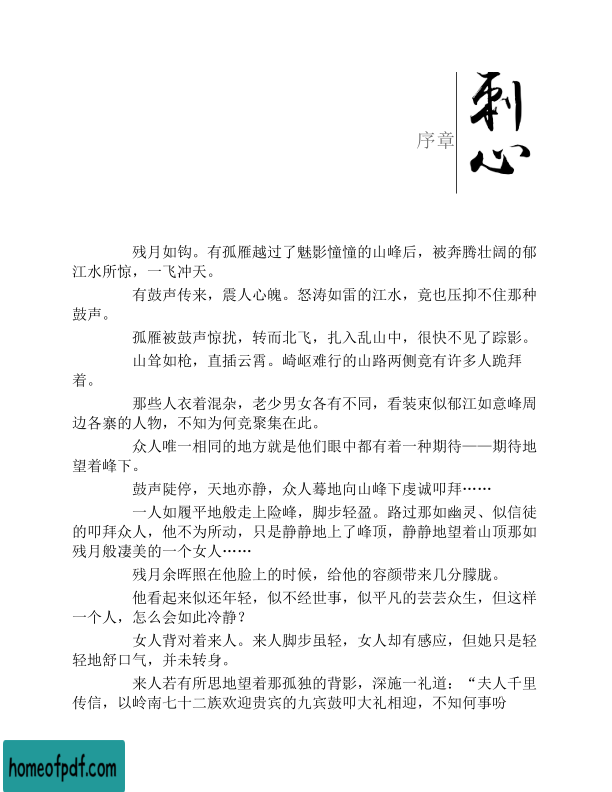 刺心
序章
残月如钩。有孤雁越过了魅影憧憧的山峰后，被奔腾壮阔的郁
江水所惊，一飞冲天。
有鼓声传来，震人心魄。怒涛如雷的江水，竟也压抑不住那种
鼓声。
孤雁被鼓声惊扰，转而北飞，扎入乱山中，很快不见了踪影。
山耸如枪，直插云霄。崎岖难行的山路两侧竟有许多人跪拜
着。
那些人衣着混杂，老少男女各有不同，看装束似郁江如意峰周
边各寨的人物，不知为何竞聚集在此。
众人唯一相同的地方就是他们眼中都有着一种期待——期待地
望着峰下。
鼓声陡停，天地亦静，众人蓦地向山峰下虔诚叩拜……
一人如履平地般走上险峰，脚步轻盈。路过那如幽灵、似信徒
的叩拜众人，他不为所动，只是静静地上了峰顶，静静地望着山顶那如
残月般凄美的一个女人……
残月余晖照在他脸上的时候，给他的容颜带来几分朦胧。
他看起来似还年轻，似不经世事，似平凡的芸芸众生，但这样
一个人，怎么会如此冷静？
女人背对着来人。来人脚步虽轻，女人却有感应，但她只是轻
轻地舒口气，并未转身。
来人若有所思地望着那孤独的背影，深施一礼道：“夫人千里
传信，以岭南七十二族欢迎贵宾的九宾鼓叩大礼相迎，不知何事吩
homeofpdf.com